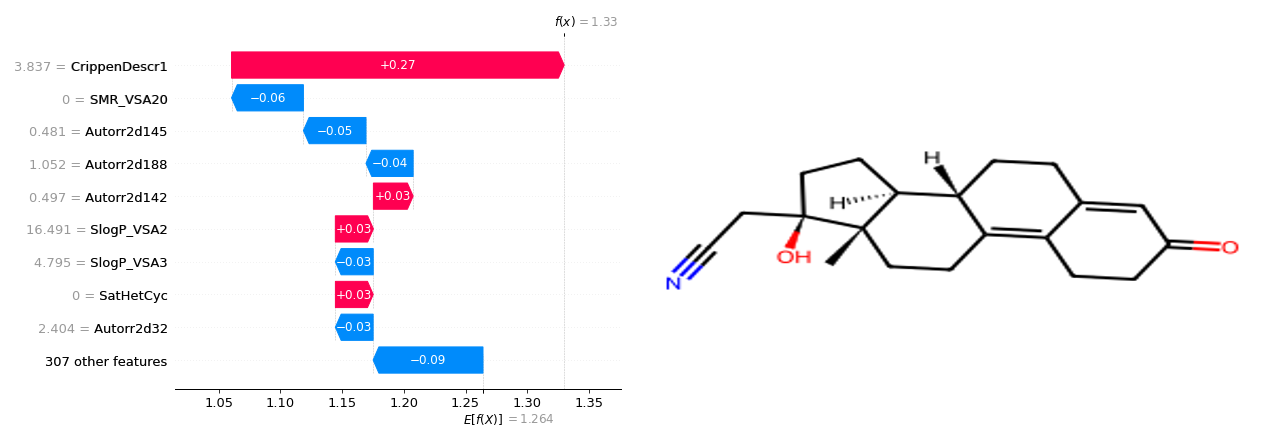 f(x) = 1.33
3.837 = CrippenDescr1
+0.27
0 = SMR_VSA20
−0.06
0.481 = Autorr2d145
−0.05
1.052 = Autorr2d188
−0.04
0.497 = Autorr2d142
+0.03
16.491 = SlogP_VSA2
+0.03
4.795 = SlogP_VSA3
−0.03
0 = SatHetCyc
+0.03
2.404 = Autorr2d32
−0.03
307 other features
−0.09
1.05 1.10 1.15 1.20 1.25 1.30 1.35
E[f(X)] = 1.264
H
H
OH
N
O